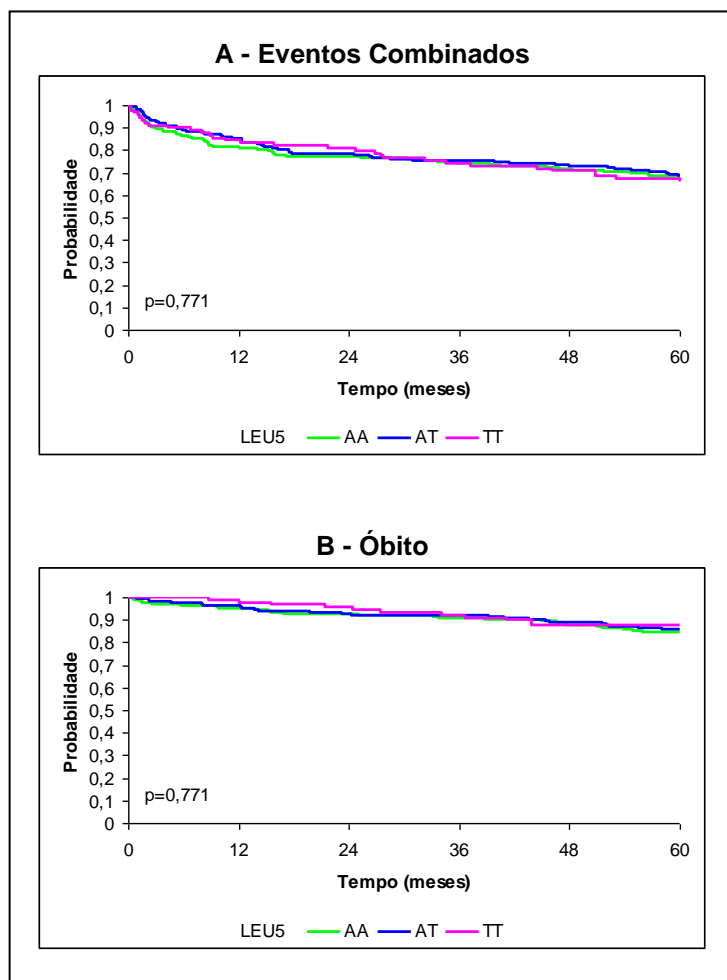 A - Eventos Combinados
Probabilidade
1
0,9
0,8
0,7
0,6
0,5
0,4
0,3
0,2
0,1
0
p=0,771
0 12 24 36 48 60
Tempo (meses)
LEU5 AA AT TT
B - Óbito
Probabilidade
1
0,9
0,8
0,7
0,6
0,5
0,4
0,3
0,2
0,1
0
p=0,771
0 12 24 36 48 60
Tempo (meses)
LEU5 AA AT TT